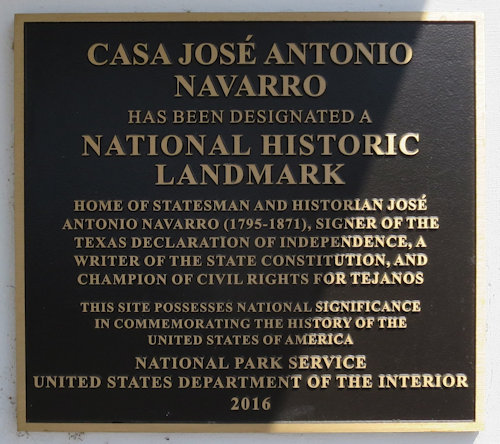 CASA JOSÉ ANTONIO
NAVARRO
HAS BEEN DESIGNATED A
NATIONAL HISTORIC
LANDMARK
HOME OF STATESMAN AND HISTORIAN JOSÉ
ANTONIO NAVARRO (1795-1871), SIGNER OF THE
TEXAS DECLARATION OF INDEPENDENCE, A
WRITER OF THE STATE CONSTITUTION, AND
CHAMPION OF CIVIL RIGHTS FOR TEJANOS
THIS SITE POSSESSES NATIONAL SIGNIFICANCE
IN COMMEMORATING THE HISTORY OF THE
UNITED STATES OF AMERICA
NATIONAL PARK SERVICE
UNITED STATES DEPARTMENT OF THE INTERIOR
2016